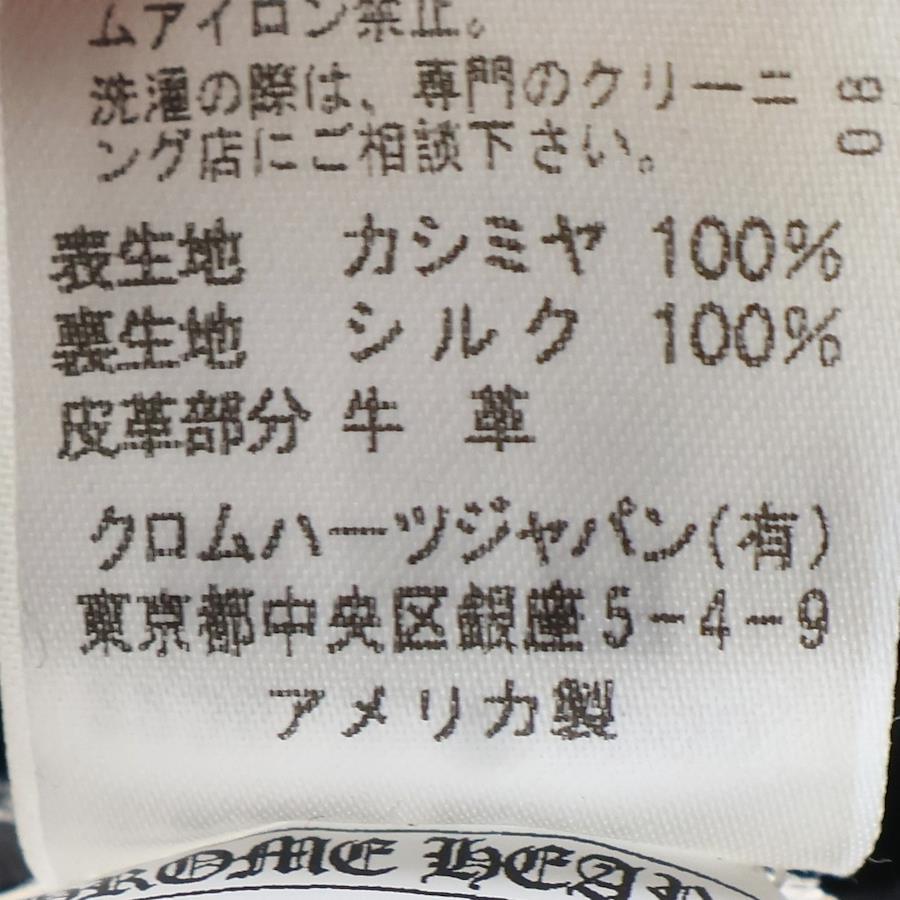 ムアイロン禁止。
洗濯の際は、専門のクリーニ
ング店にご相談下さい。
80
表生地 カシミヤ 100%
裏生地 シルク 100%
皮革部分 牛 革
クロムハーツジャパン(有)
東京都中央区銀座5-4-9
アメリカ製
ROME HEAR